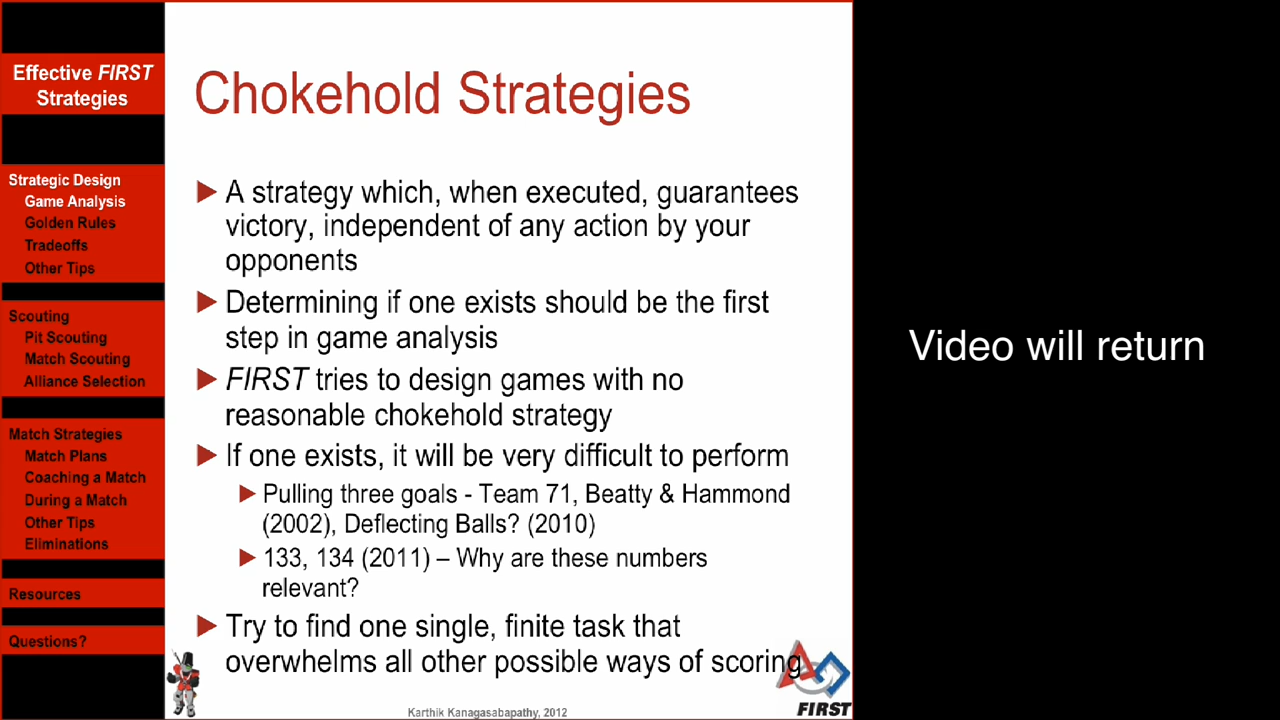 Effective FIRST
Strategies
Strategic Design
Game Analysis
Golden Rules
Tradeoffs
Other Tips
Scouting
Pit Scouting
Match Scouting
Alliance Selection
Match Strategies
Match Plans
Coaching a Match
During a Match
Other Tips
Eliminations
Resources
Questions?
Chokehold Strategies
A strategy which, when executed, guarantees
victory, independent of any action by your
opponents
Determining if one exists should be the first
step in game analysis
FIRST tries to design games with no
reasonable chokehold strategy
If one exists, it will be very difficult to perform
Pulling three goals - Team 71, Beatty & Hammond
(2002), Deflecting Balls? (2010)
133, 134 (2011) – Why are these numbers
relevant?
Try to find one single, finite task that
overwhelms all other possible ways of scoring
Karthik Kanagasabapathy, 2012
FIRST
Video will return